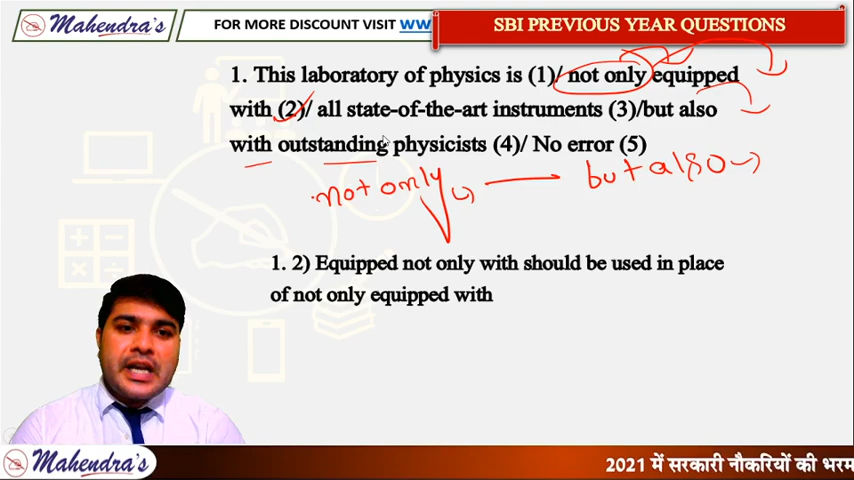 Mahendra's
FOR MORE DISCOUNT VISIT WW
SBI PREVIOUS YEAR QUESTIONS
1. This laboratory of physics is (1)/ not only equipped
with (2)/ all state-of-the-art instruments (3)/but also
with outstanding physicists (4)/ No error (5)
not only
but also
1. 2) Equipped not only with should be used in place
of not only equipped with
Mahendra's
2021 में सरकारी नौकरियों की भरम